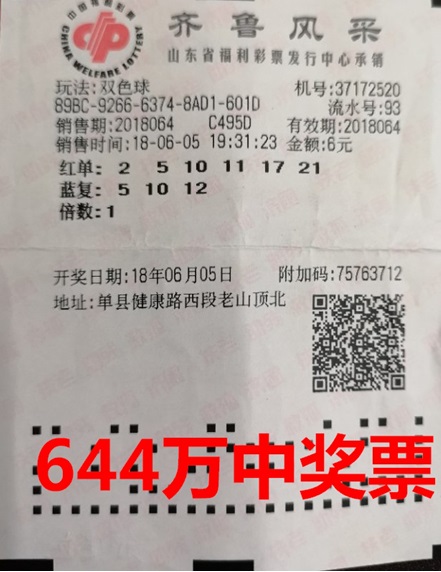 中国福利彩票
CHINA WELFARE LOTTERY
齐鲁风采
山东省福利彩票发行中心承销
玩法:双色球 机号:37172520
89BC-9266-6374-8AD1-601D 流水号:93
销售期:2018064 C495D 有效期:2018064
销售时间:18-06-05 19:31:23 金额:6元
红单: 2 5 10 11 17 21
蓝复: 5 10 12
倍数:1
开奖日期:18年06月05日 附加码:75763712
地址:单县健康路西段老山顶北
644万中奖票